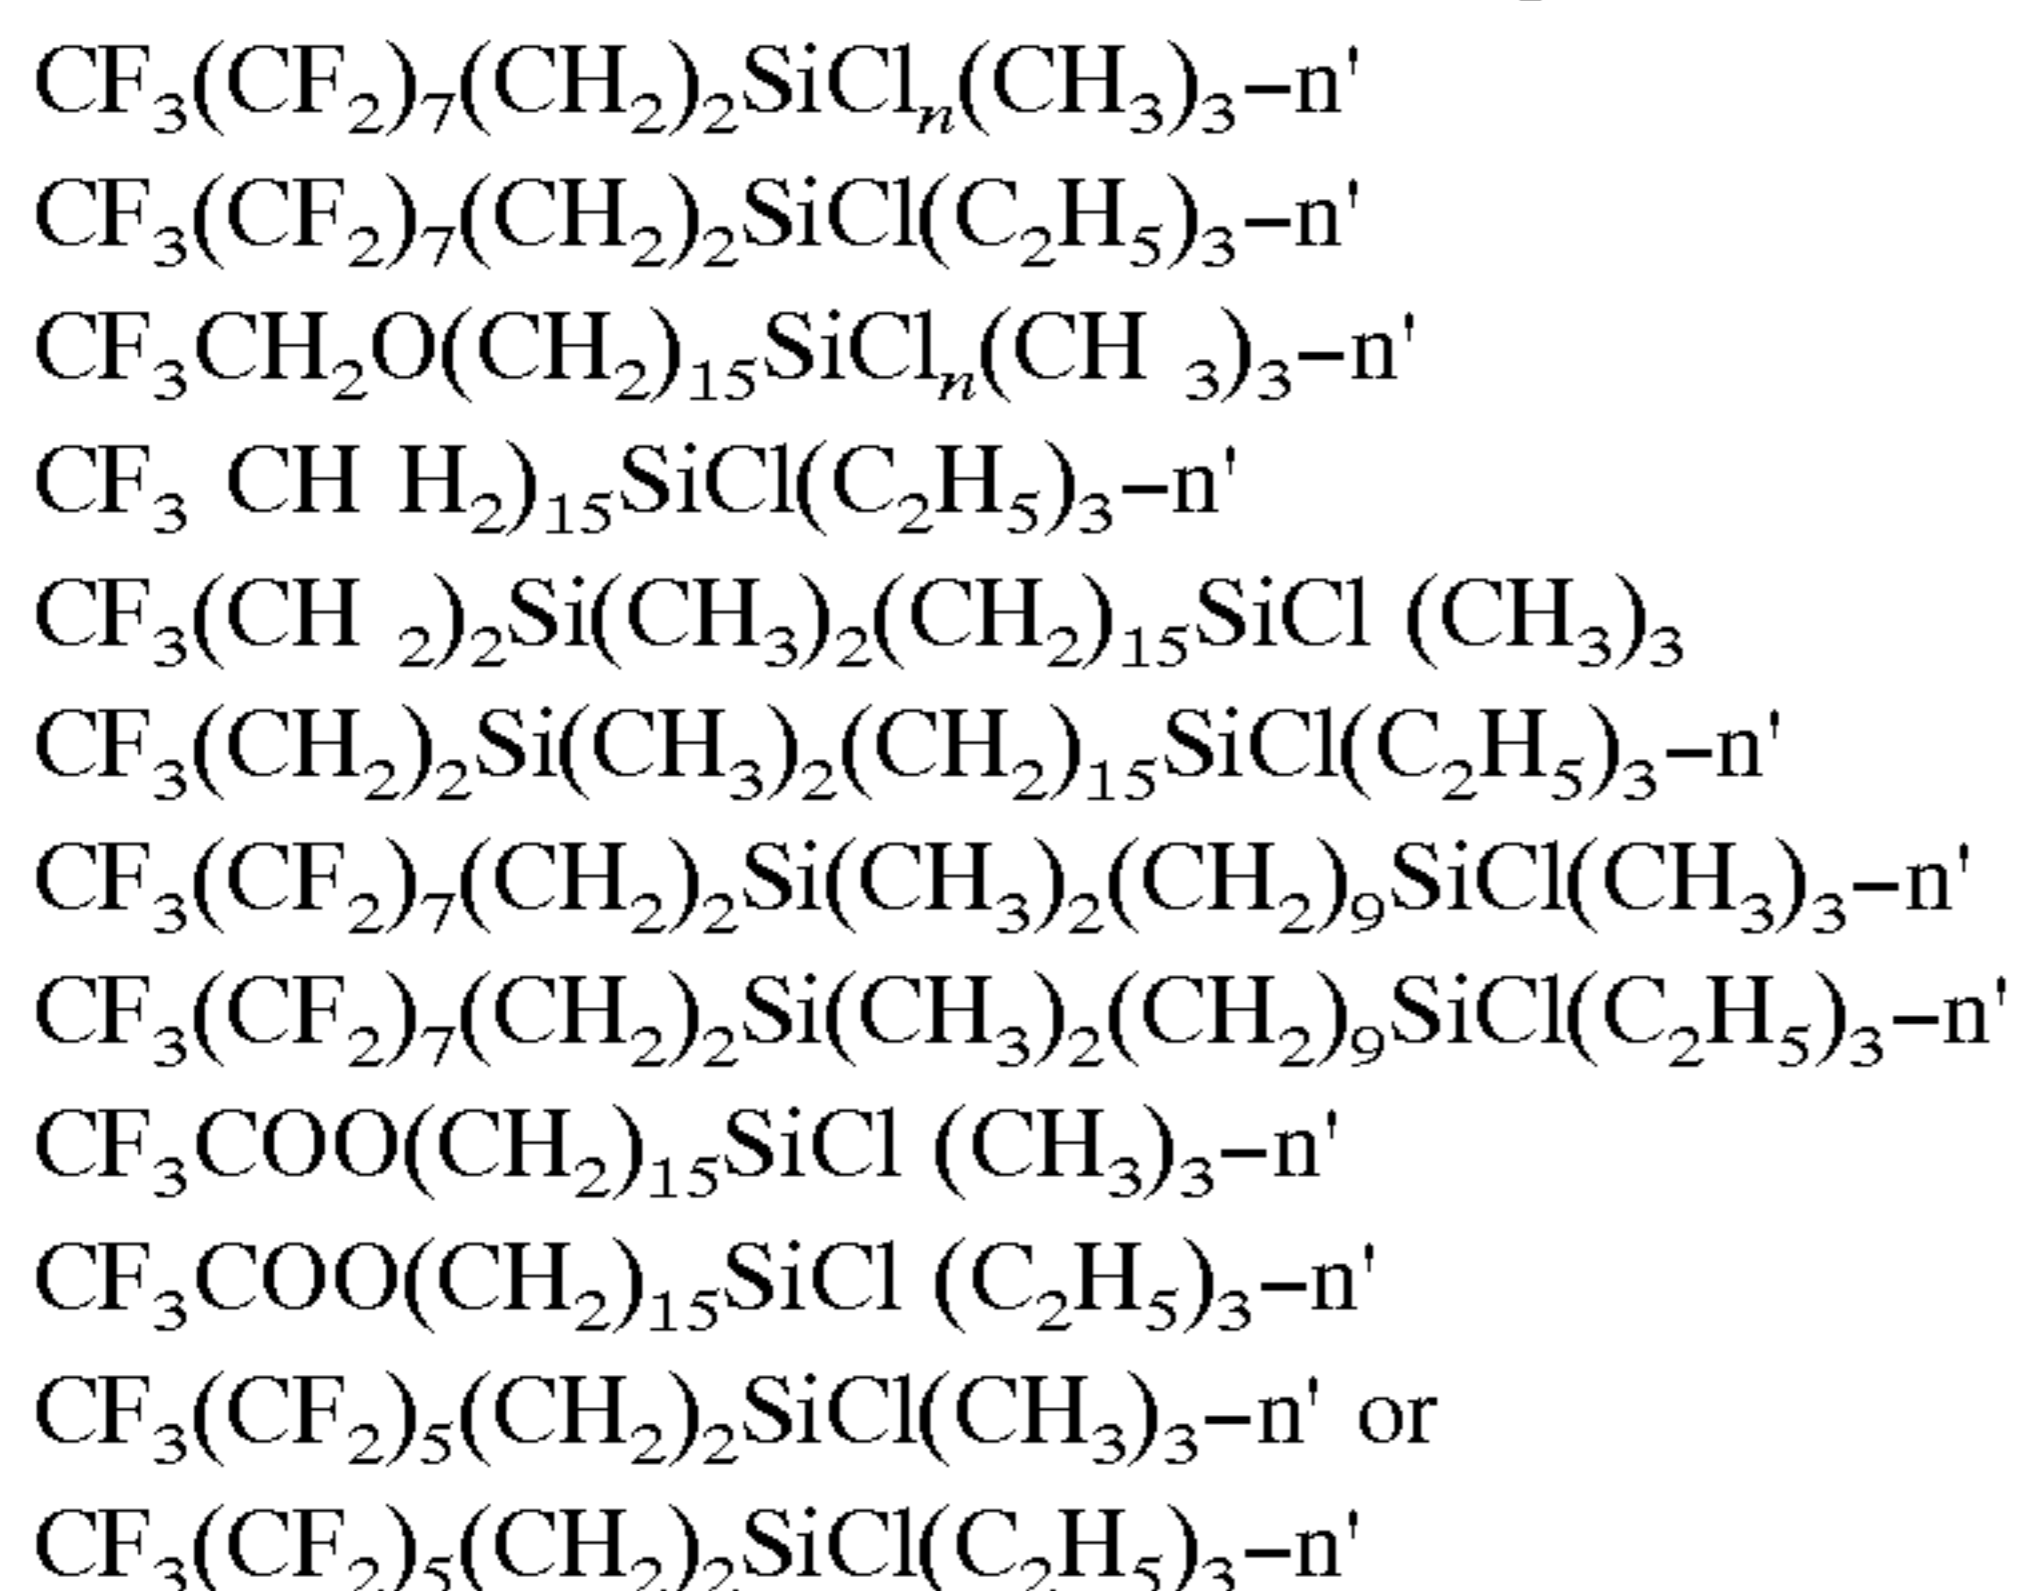 CF₃(CF₂)₇(CH₂)₂SiClₙ(CH₃)₃–n'
CF₃(CF₂)₇(CH₂)₂SiCl(C₂H₅)₃–n'
CF₃CH₂O(CH₂)₁₅SiClₙ(CH ₃)₃–n'
CF₃ CH H₂)₁₅SiCl(C₂H₅)₃–n'
CF₃(CH ₂)₂Si(CH₃)₂(CH₂)₁₅SiCl (CH₃)₃
CF₃(CH₂)₂Si(CH₃)₂(CH₂)₁₅SiCl(C₂H₅)₃–n'
CF₃(CF₂)₇(CH₂)₂Si(CH₃)₂(CH₂)₉SiCl(CH₃)₃–n'
CF₃(CF₂)₇(CH₂)₂Si(CH₃)₂(CH₂)₉SiCl(C₂H₅)₃–n'
CF₃COO(CH₂)₁₅SiCl (CH₃)₃–n'
CF₃COO(CH₂)₁₅SiCl (C₂H₅)₃–n'
CF₃(CF₂)₅(CH₂)₂SiCl(CH₃)₃–n' or
CF₃(CF₂)₅(CH₂)₂SiCl(C₂H₅)₃–n'